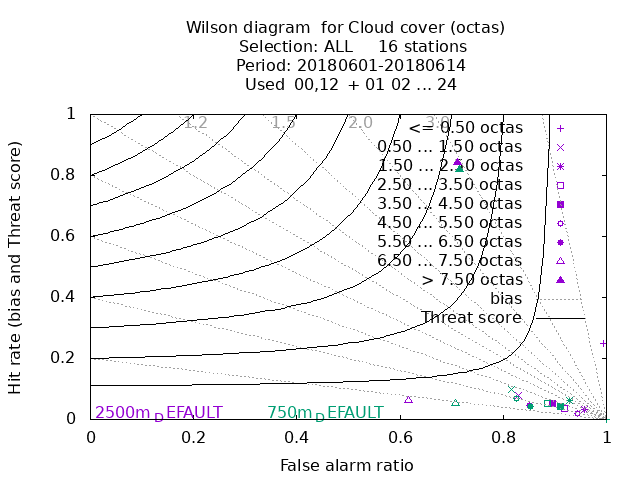 Wilson diagram  for Cloud cover (octas)
Selection: ALL     16 stations
Period: 20180601-20180614
Used  00,12  + 01 02 ... 24
Hit rate (bias and Threat score)
1
0.8
0.6
0.4
0.2
0
1.2
1.5
2.0
3.0
<= 0.50 octas
0.50 ... 1.50 octas
1.50 ... 2.50 octas
2.50 ... 3.50 octas
3.50 ... 4.50 octas
4.50 ... 5.50 octas
5.50 ... 6.50 octas
6.50 ... 7.50 octas
> 7.50 octas
bias
Threat score
2500mDEFAULT
750mDEFAULT
0
0.2
0.4
0.6
0.8
1
False alarm ratio